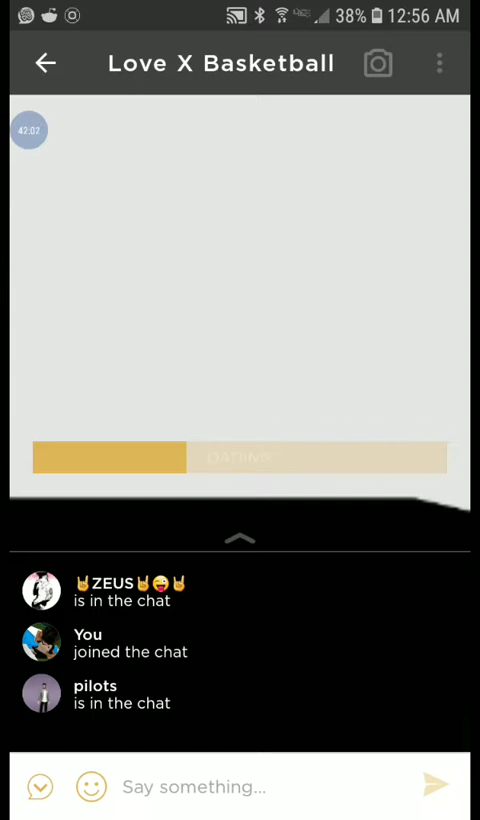 38% 12:56 AM
Love X Basketball
42:02
🤘ZEUS🤘😜🤘
is in the chat
You
joined the chat
pilots
is in the chat
Say something...